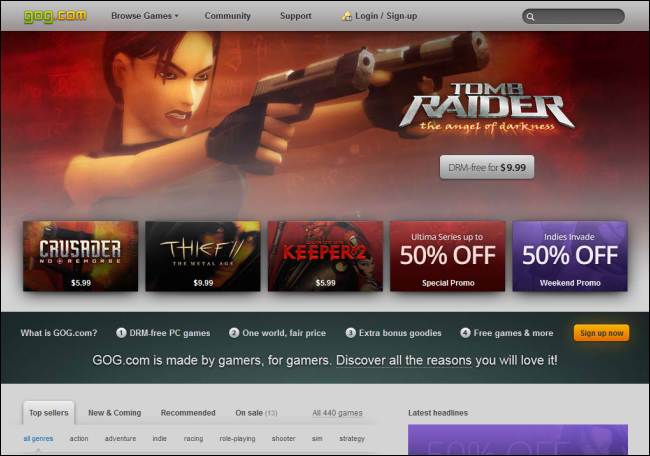 GOG.COM Browse Games Community Support Login / Sign-up
TOMB
RAIDER
the angel of darkness
DRM-free for $9.99
CRUSADER
NO REMORSE
$5.99
THIEF II
THE METAL AGE
$9.99
DUNGEON
KEEPER 2
$5.99
Ultima Series up to
50% OFF
Special Promo
Indies Invade
50% OFF
Weekend Promo
What is GOG.com? 1 DRM-free PC games 2 One world, fair price 3 Extra bonus goodies 4 Free games & more Sign up now
GOG.com is made by gamers, for gamers. Discover all the reasons you will love it!
Top sellers New & Coming Recommended On sale (13) All 440 games
all genres action adventure indie racing role-playing shooter sim strategy
Latest headlines
50% OFF